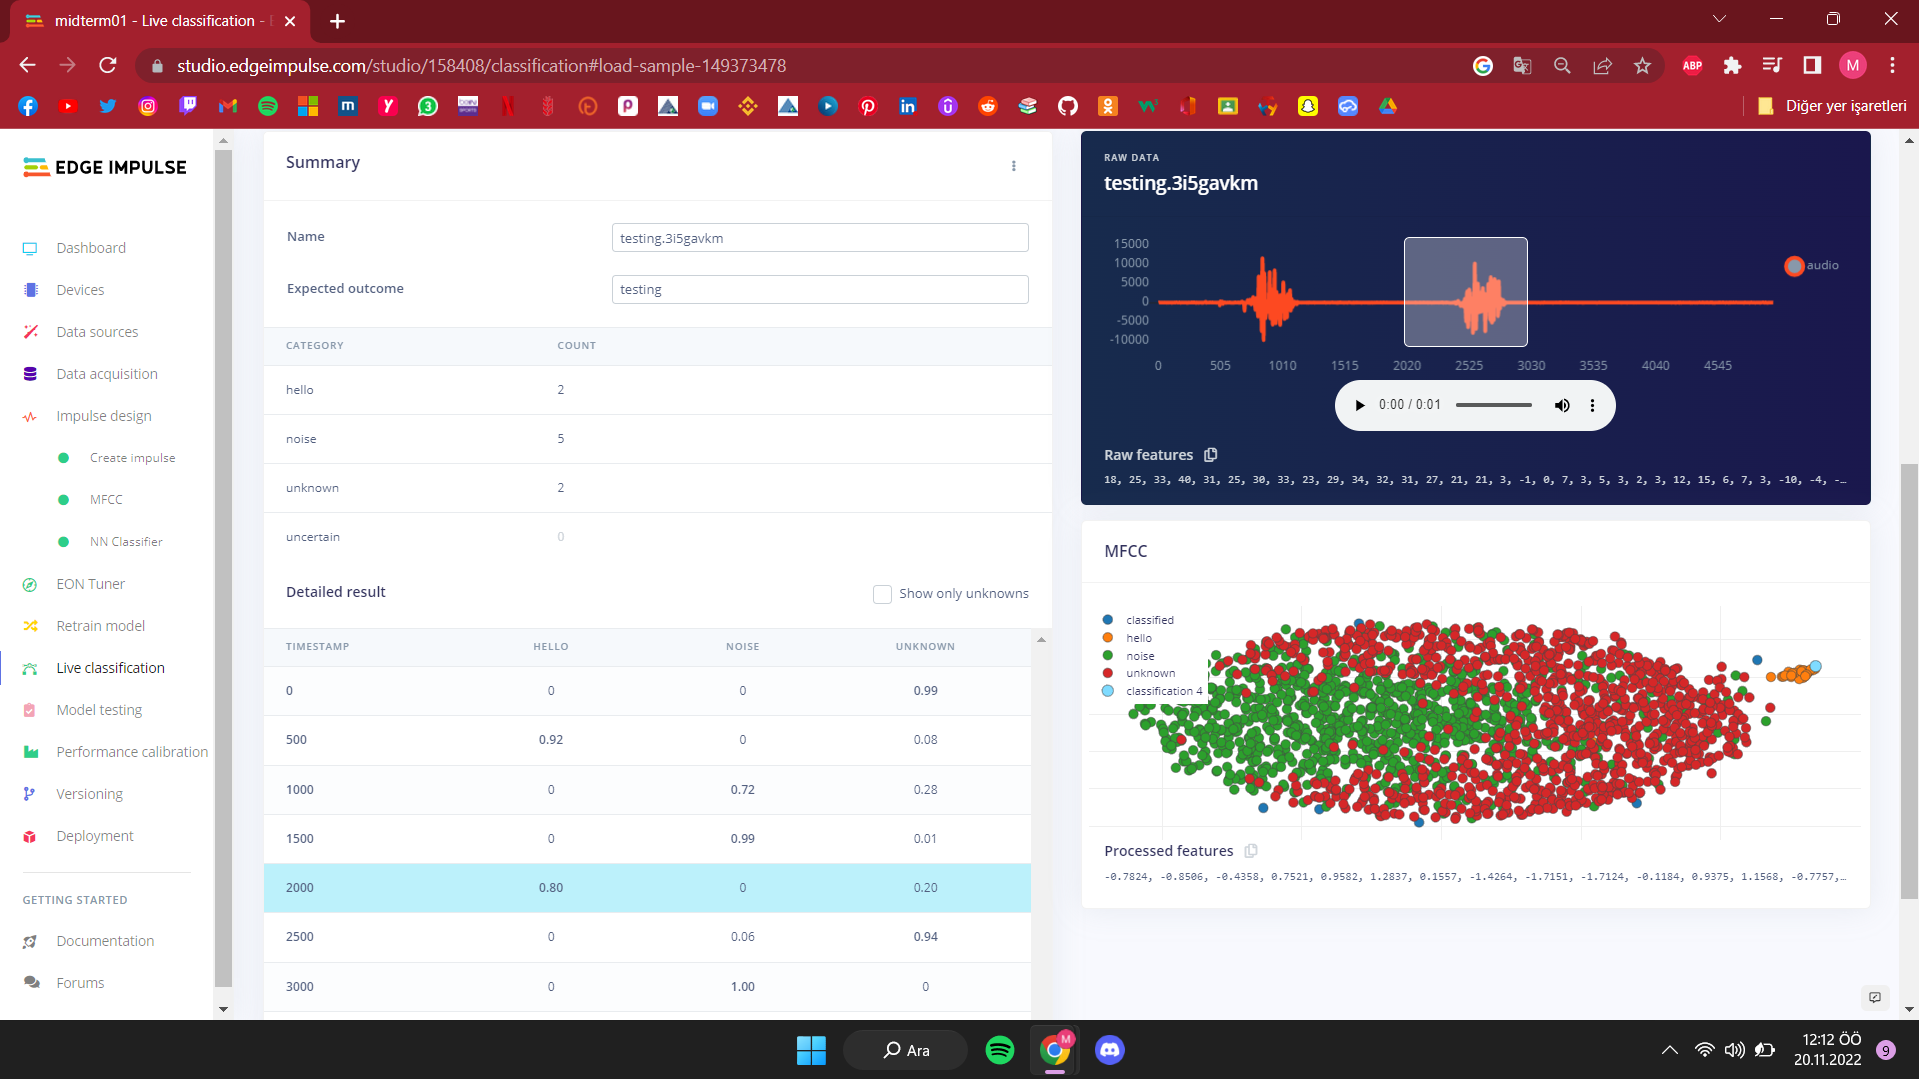 midterm01 - Live classification - E
studio.edgeimpulse.com/studio/158408/classification#load-sample-149373478
ABP
M
Diğer yer işaretleri
EDGE IMPULSE
Dashboard
Devices
Data sources
Data acquisition
Impulse design
Create impulse
MFCC
NN Classifier
EON Tuner
Retrain model
Live classification
Model testing
Performance calibration
Versioning
Deployment
GETTING STARTED
Documentation
Forums
Summary
Name
testing.3i5gavkm
Expected outcome
testing
CATEGORY COUNT
hello 2
noise 5
unknown 2
uncertain 0
Detailed result
Show only unknowns
TIMESTAMP HELLO NOISE UNKNOWN
0 0 0 0.99
500 0.92 0 0.08
1000 0 0.72 0.28
1500 0 0.99 0.01
2000 0.80 0 0.20
2500 0 0.06 0.94
3000 0 1.00 0
RAW DATA
testing.3i5gavkm
15000
10000
5000
0
-5000
-10000
audio
0 505 1010 1515 2020 2525 3030 3535 4040 4545
0:00 / 0:01
Raw features
18, 25, 33, 40, 31, 25, 30, 33, 23, 29, 34, 32, 31, 27, 21, 21, 3, -1, 0, 7, 3, 5, 3, 2, 3, 12, 15, 6, 7, 3, -10, -4, -…
MFCC
classified
hello
noise
unknown
classification 4
Processed features
-0.7824, -0.8506, -0.4358, 0.7521, 0.9582, 1.2837, 0.1557, -1.4264, -1.7151, -1.7124, -0.1184, 0.9375, 1.1568, -0.7757,…
Ara
M
12:12 ÖÖ
20.11.2022
9